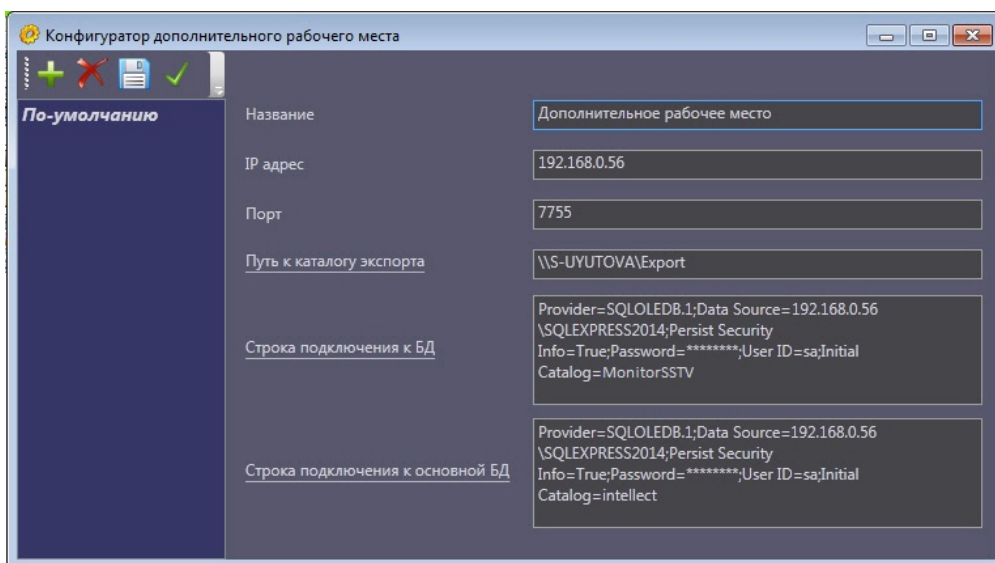 Конфигуратор дополнительного рабочего места
По-умолчанию
Название
Дополнительное рабочее место
IP адрес
192.168.0.56
Порт
7755
Путь к каталогу экспорта
\\S-UYUTOVA\Export
Строка подключения к БД
Provider=SQLOLEDB.1;Data Source=192.168.0.56
\SQLEXPRESS2014;Persist Security
Info=True;Password=********;User ID=sa;Initial
Catalog=MonitorSSTV
Строка подключения к основной БД
Provider=SQLOLEDB.1;Data Source=192.168.0.56
\SQLEXPRESS2014;Persist Security
Info=True;Password=********;User ID=sa;Initial
Catalog=intellect